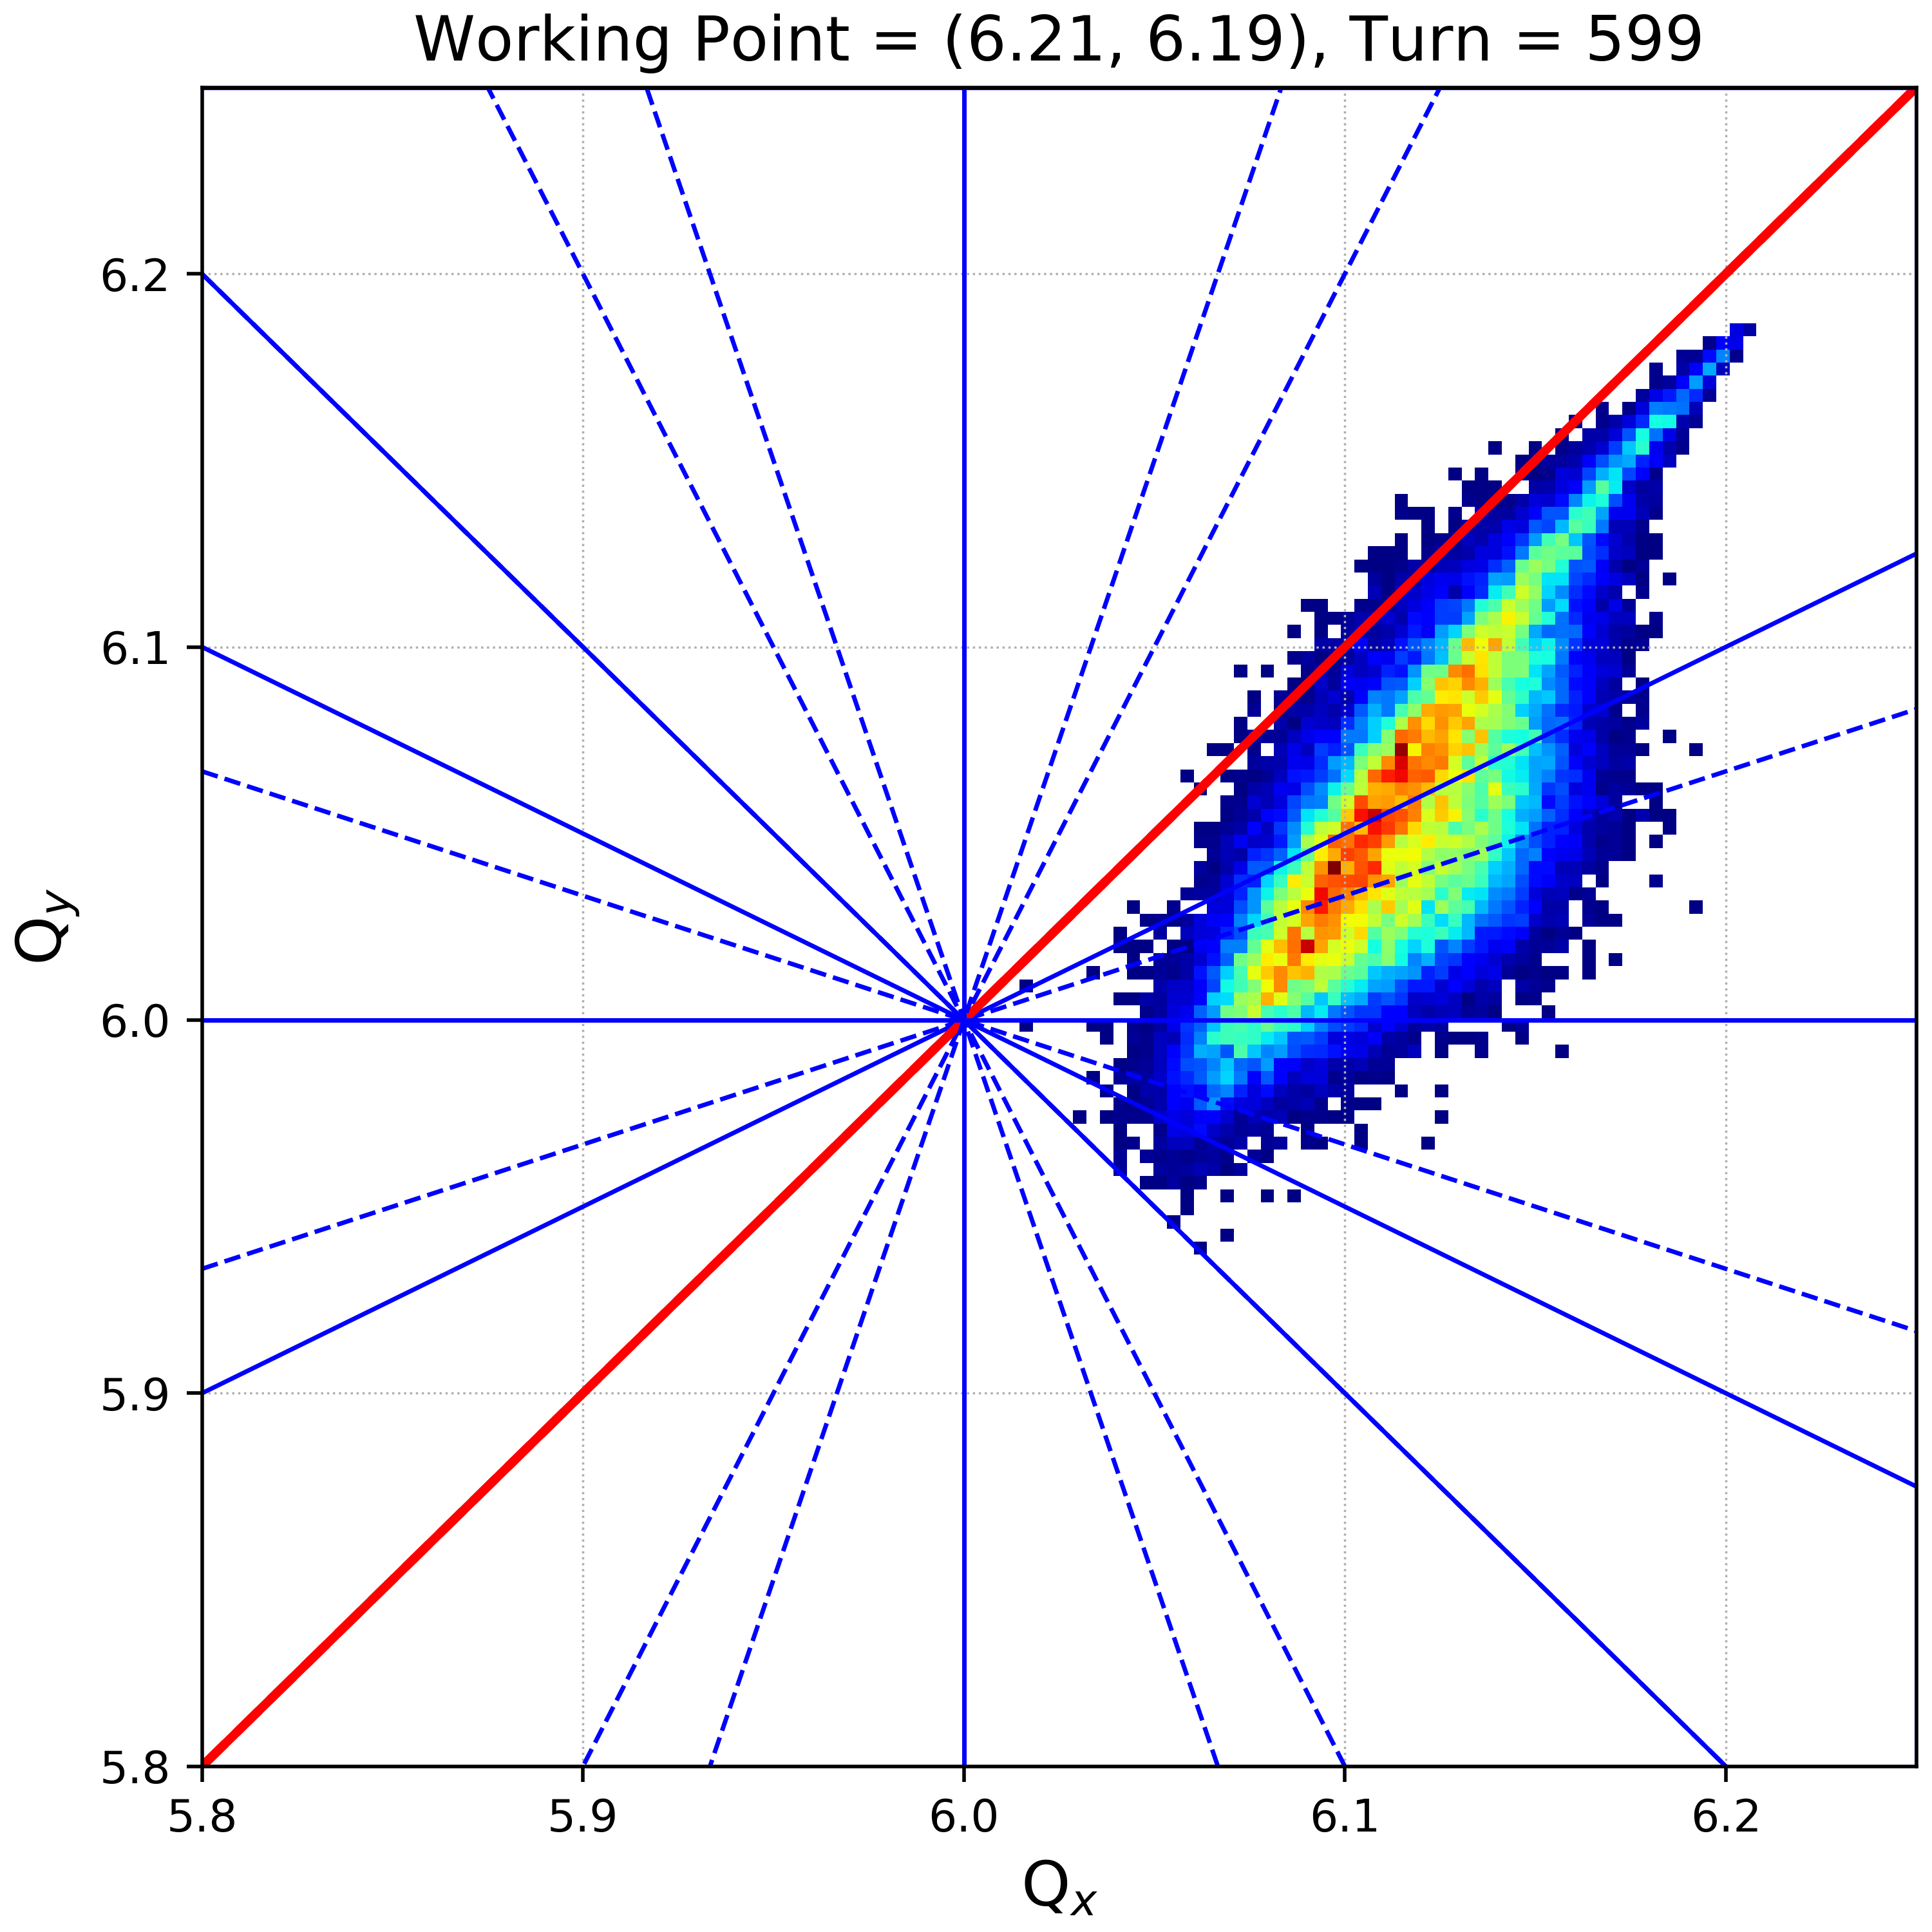 Working Point = (6.21, 6.19), Turn = 599
6.2
6.1
6.0
5.9
5.8
Qy
5.8 5.9 6.0 6.1 6.2
Qx